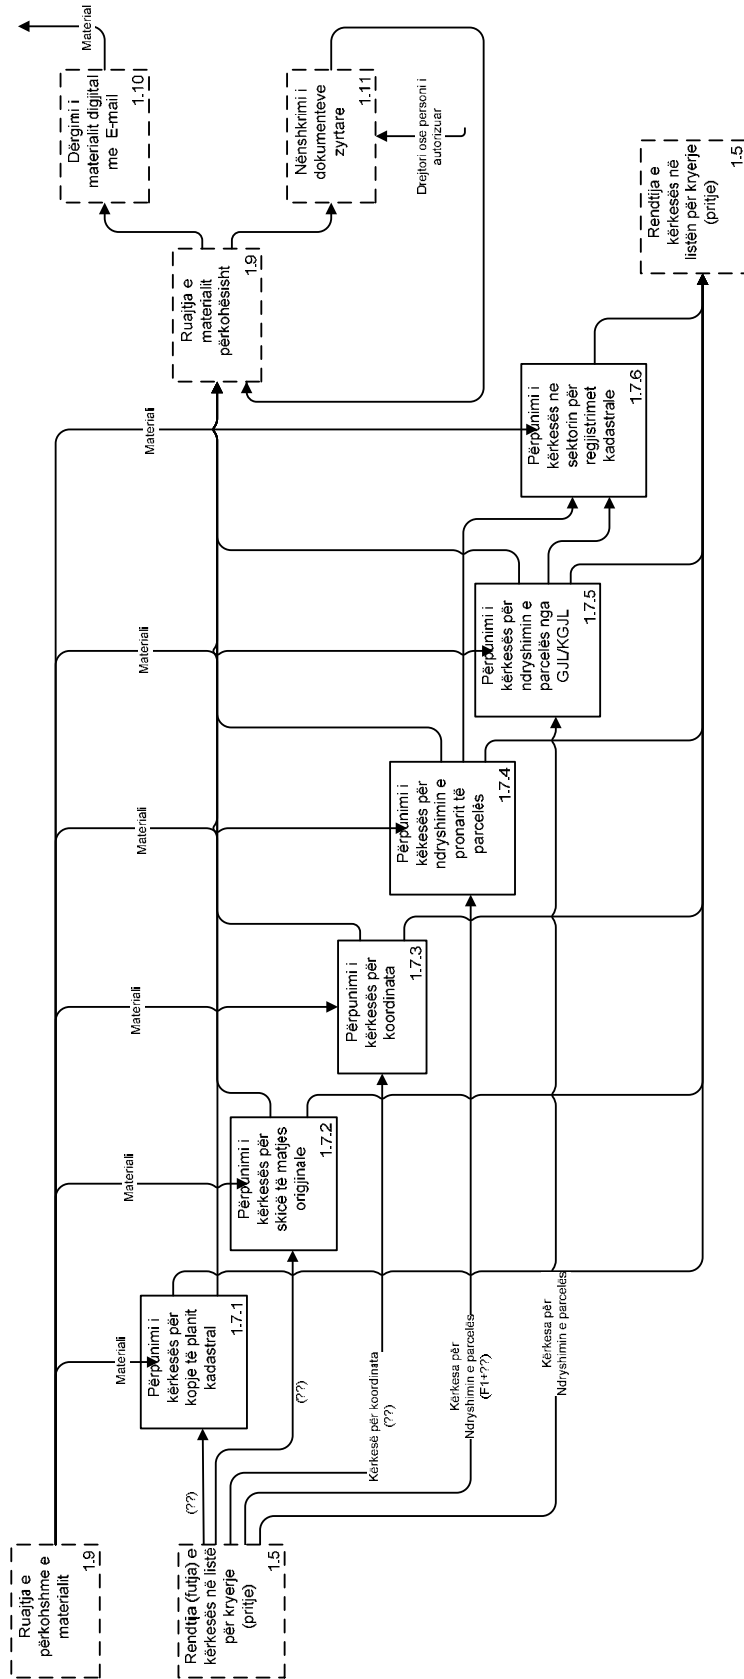 Ruajtja e
përkohshme e
materialit
1.9
Rendtija (futja) e
kërkesës në listë
për kryerje
(pritje)
1.5
(??)
(??)
Kërkesë për koordinata
(??)
Kërkesa për
Ndryshimin e parcelës
(F1+??)
Kërkesa për
Ndryshimin e parcelës
Materiali
Përpunimi i
kërkesës për
kopje të planit
kadastral
1.7.1
Materiali
Përpunimi i
kërkesës për
skicë të matjes
origjinale
1.7.2
Materiali
Përpunimi i
kërkesës për
koordinata
1.7.3
Materiali
Përpunimi i
këkesës për
ndryshimin e
pronarit të
parcelës
1.7.4
Materiali
Përpunimi i
kërkesës për
ndryshimin e
parcelës nga
GJL/KGJL
1.7.5
Materiali
Përpunimi i
kërkesës ne
sektorin për
regjistrimet
kadastrale
1.7.6
Ruajtja e
materialit
përkohësisht
1.9
Dërgimi i
materialit digjital
me E-mail
1.10
Material
Nënshkrimi i
dokumenteve
zyrtare
1.11
Drejtori ose personi i
autorizuar
Rendtija e
kërkesës në
listën për kryerje
(pritje)
1.5